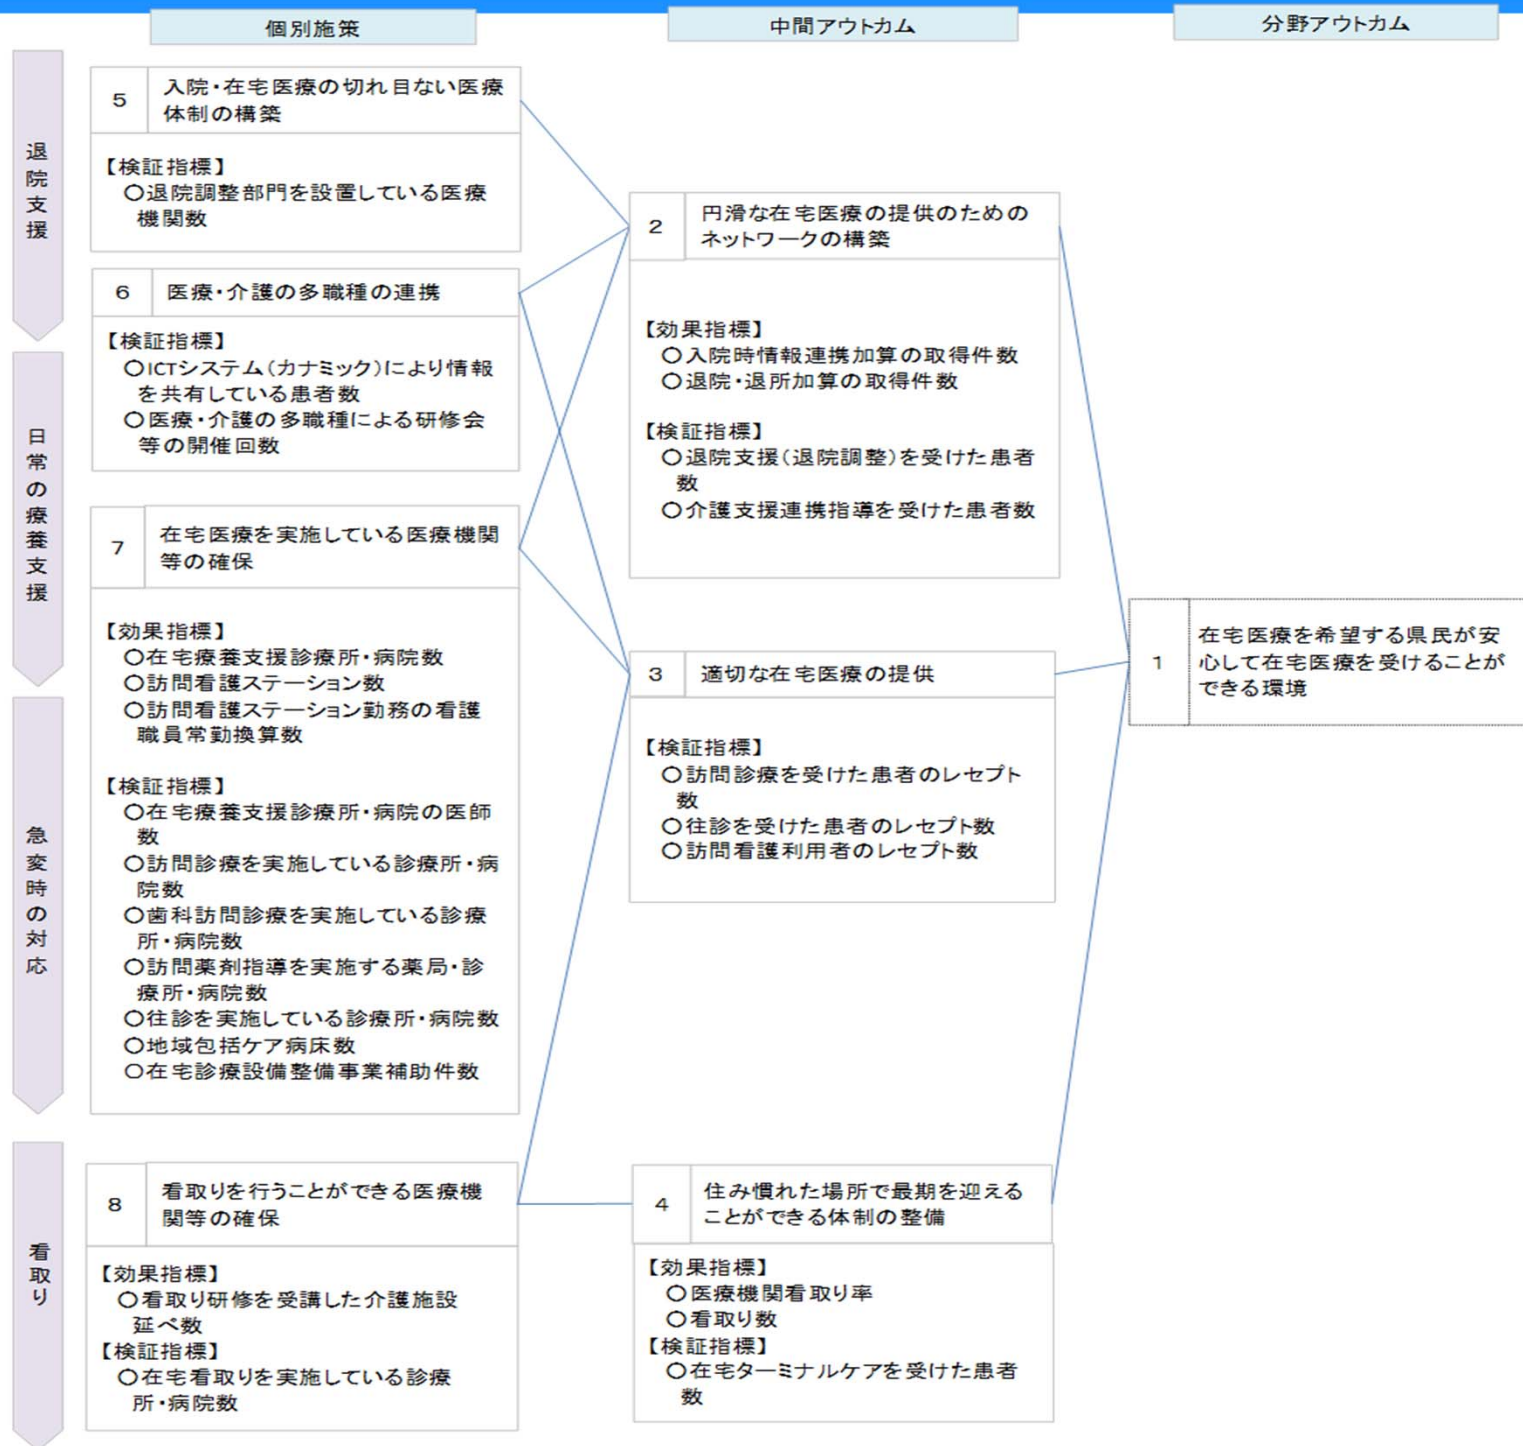 個別施策
中間アウトカム
分野アウトカム
退院支援
日常の療養支援
急変時の対応
看取り
5
入院・在宅医療の切れ目ない医療
体制の構築
【検証指標】
〇退院調整部門を設置している医療
機関数
6
医療・介護の多職種の連携
【検証指標】
〇ICTシステム(カナミック)により情報
を共有している患者数
〇医療・介護の多職種による研修会
等の開催回数
7
在宅医療を実施している医療機関
等の確保
【効果指標】
〇在宅療養支援診療所・病院数
〇訪問看護ステーション数
〇訪問看護ステーション勤務の看護
職員常勤換算数
【検証指標】
〇在宅療養支援診療所・病院の医師
数
〇訪問診療を実施している診療所・病
院数
〇歯科訪問診療を実施している診療
所・病院数
〇訪問薬剤指導を実施する薬局・診
療所・病院数
〇往診を実施している診療所・病院数
〇地域包括ケア病床数
〇在宅診療設備整備事業補助件数
8
看取りを行うことができる医療機
関等の確保
【効果指標】
〇看取り研修を受講した介護施設
延べ数
【検証指標】
〇在宅看取りを実施している診療
所・病院数
2
円滑な在宅医療の提供のための
ネットワークの構築
【効果指標】
〇入院時情報連携加算の取得件数
〇退院・退所加算の取得件数
【検証指標】
〇退院支援(退院調整)を受けた患者
数
〇介護支援連携指導を受けた患者数
3
適切な在宅医療の提供
【検証指標】
〇訪問診療を受けた患者のレセプト
数
〇往診を受けた患者のレセプト数
〇訪問看護利用者のレセプト数
4
住み慣れた場所で最期を迎える
ことができる体制の整備
【効果指標】
〇医療機関看取り率
〇看取り数
【検証指標】
〇在宅ターミナルケアを受けた患者
数
1
在宅医療を希望する県民が安
心して在宅医療を受けることが
できる環境